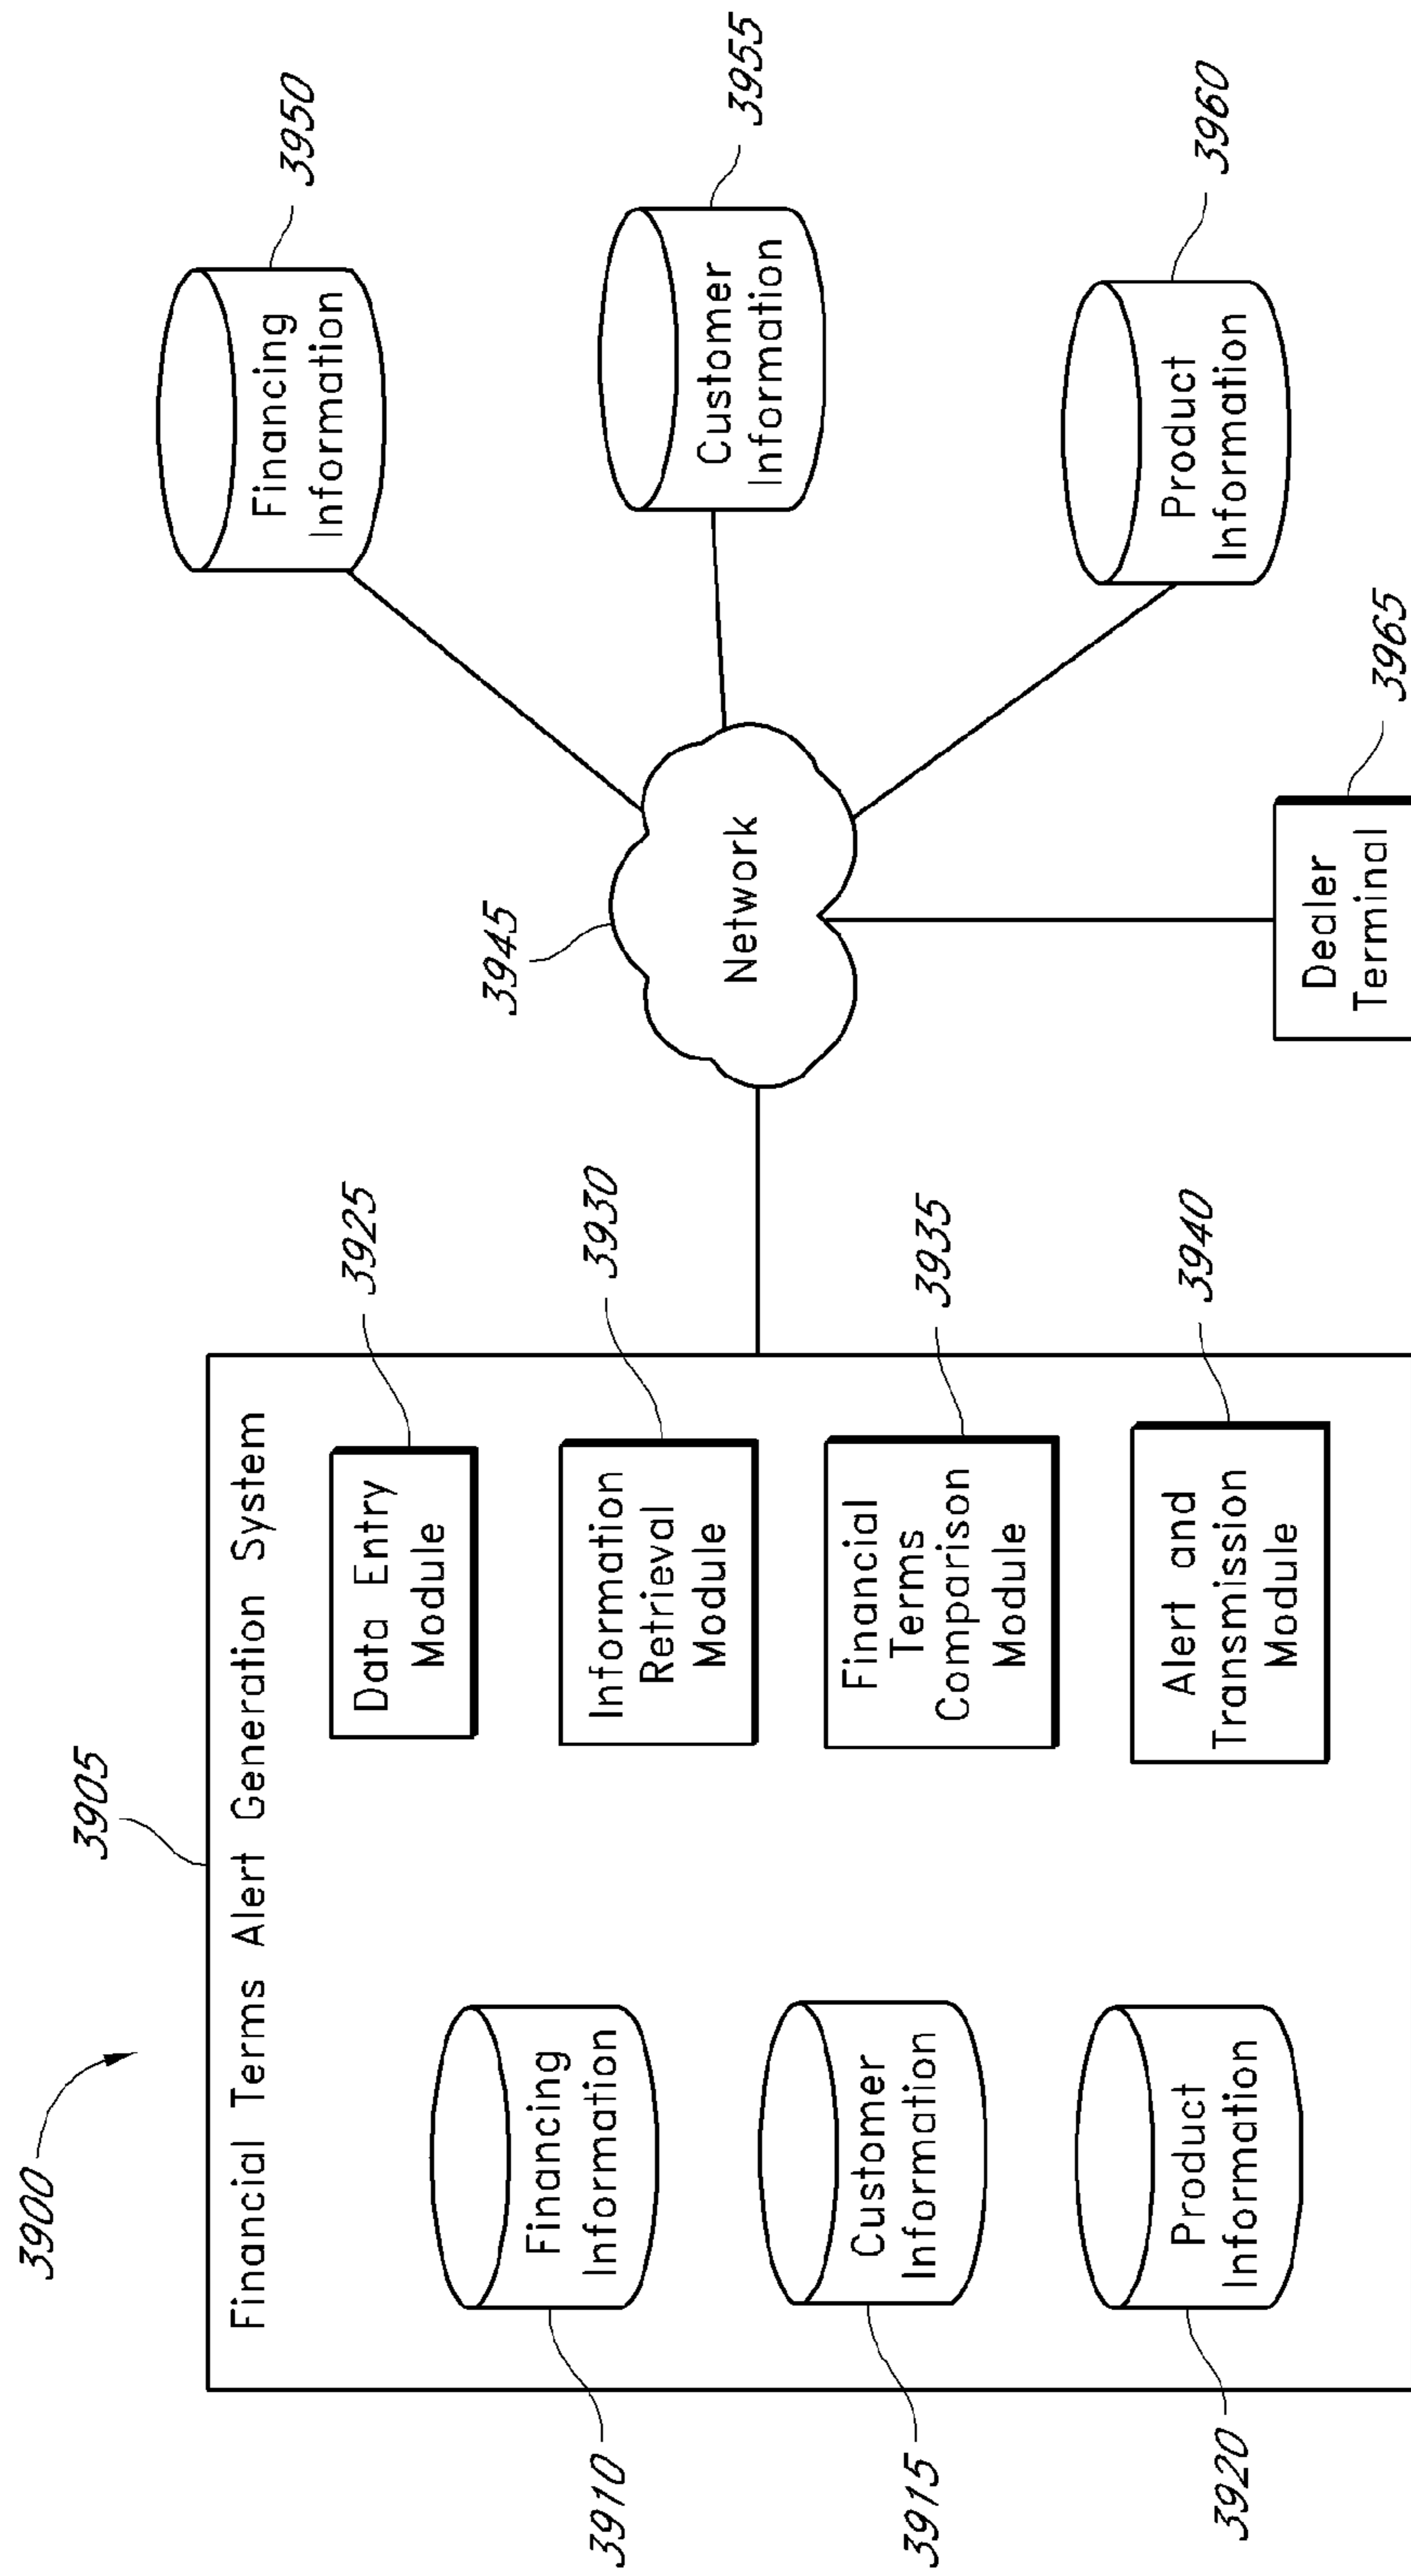 3900
3905
Financial Terms Alert Generation System
3910
Financing
Information
3915
Customer
Information
3920
Product
Information
Data Entry
Module
3925
Information
Retrieval
Module
3930
Financial
Terms
Comparison
Module
3935
Alert and
Transmission
Module
3940
3945
Network
Financing
Information
3950
Customer
Information
3955
Product
Information
3960
Dealer
Terminal
3965